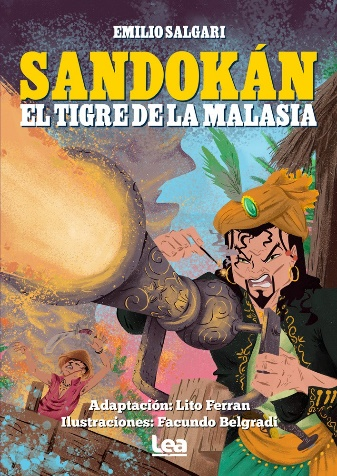 EMILIO SALGARI
SANDOKÁN
EL TIGRE DE LA MALASIA
Adaptación: Lito Ferran
Ilustraciones: Facundo Belgradi
Lea